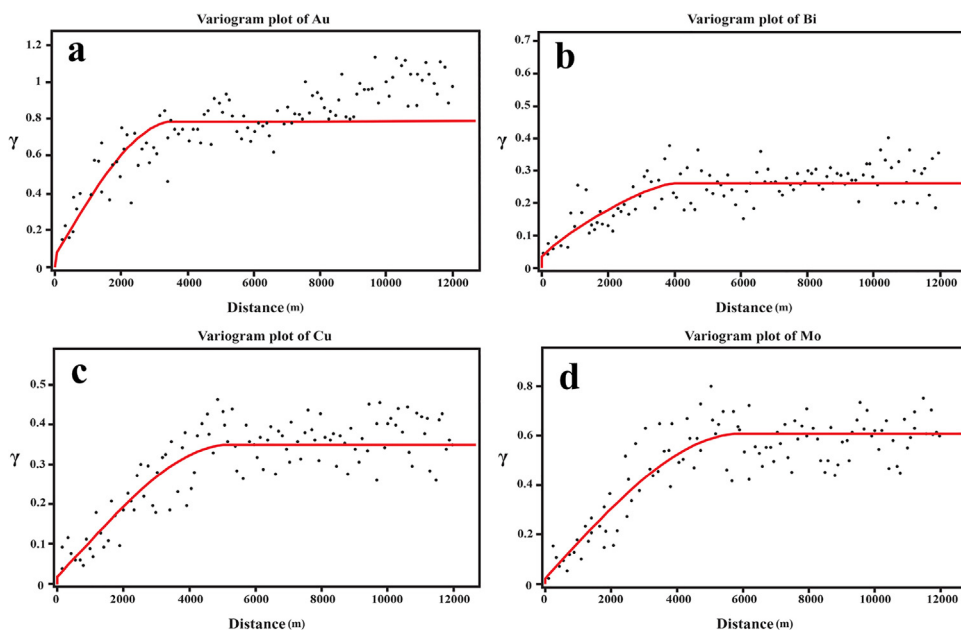 Variogram plot of Au
a
1.2
1
0.8
γ
0.6
0.4
0.2
0
0 2000 4000 6000 8000 10000 12000
Distance (m)
Variogram plot of Bi
b
0.7
0.6
0.5
0.4
γ
0.3
0.2
0.1
0
0 2000 4000 6000 8000 10000 12000
Distance (m)
Variogram plot of Cu
c
0.5
0.4
γ
0.3
0.2
0.1
0
0 2000 4000 6000 8000 10000 12000
Distance (m)
Variogram plot of Mo
d
0.8
γ
0.6
0.4
0.2
0
0 2000 4000 6000 8000 10000 12000
Distance (m)